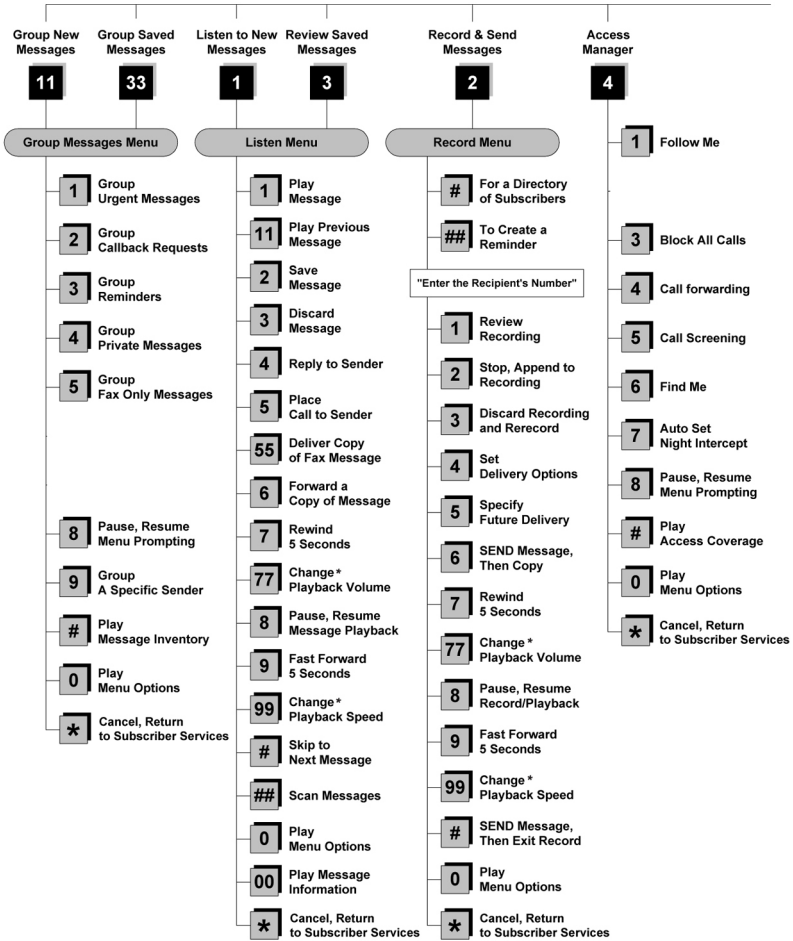 Group New
Messages
11
Group Saved
Messages
33
Listen to New
Messages
1
Review Saved
Messages
3
Record & Send
Messages
2
Access
Manager
4
Group Messages Menu
1
Group
Urgent Messages
2
Group
Callback Requests
3
Group
Reminders
4
Group
Private Messages
5
Group
Fax Only Messages
8
Pause, Resume
Menu Prompting
9
Group
A Specific Sender
#
Play
Message Inventory
0
Play
Menu Options
*
Cancel, Return
to Subscriber Services
Listen Menu
1
Play
Message
11
Play Previous
Message
2
Save
Message
3
Discard
Message
4
Reply to Sender
5
Place
Call to Sender
55
Deliver Copy
of Fax Message
6
Forward a
Copy of Message
7
Rewind
5 Seconds
77
Change*
Playback Volume
8
Pause, Resume
Message Playback
9
Fast Forward
5 Seconds
99
Change*
Playback Speed
#
Skip to
Next Message
##
Scan Messages
0
Play
Menu Options
00
Play Message
Information
*
Cancel, Return
to Subscriber Services
Record Menu
#
For a Directory
of Subscribers
##
To Create a
Reminder
"Enter the Recipient's Number"
1
Review
Recording
2
Stop, Append to
Recording
3
Discard Recording
and Rerecord
4
Set
Delivery Options
5
Specify
Future Delivery
6
SEND Message,
Then Copy
7
Rewind
5 Seconds
77
Change*
Playback Volume
8
Pause, Resume
Record/Playback
9
Fast Forward
5 Seconds
99
Change*
Playback Speed
#
SEND Message,
Then Exit Record
0
Play
Menu Options
*
Cancel, Return
to Subscriber Services
1
Follow Me
3
Block All Calls
4
Call forwarding
5
Call Screening
6
Find Me
7
Auto Set
Night Intercept
8
Pause, Resume
Menu Prompting
#
Play
Access Coverage
0
Play
Menu Options
*
Cancel, Return
to Subscriber Services